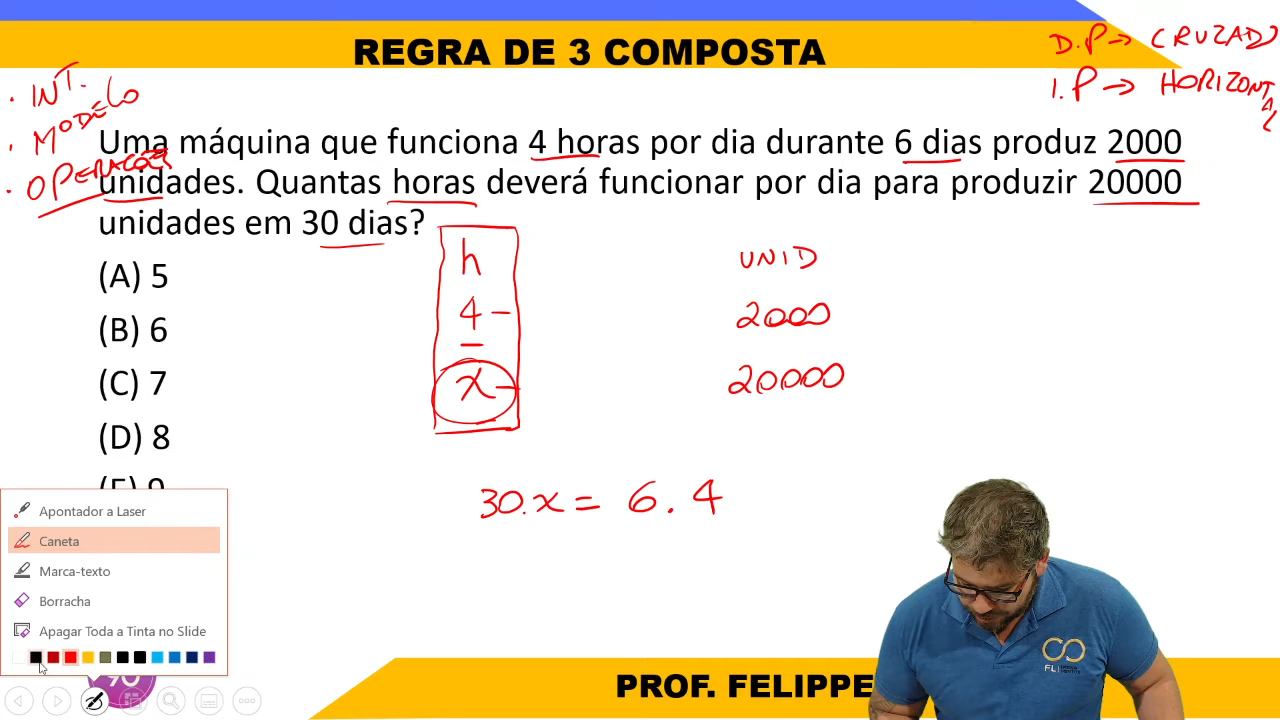 REGRA DE 3 COMPOSTA
D.P → CRUZADO
I.P → HORIZONTAL
· INT.
· MODELO
· OPERAÇÕES
Uma máquina que funciona 4 horas por dia durante 6 dias produz 2000
unidades. Quantas horas deverá funcionar por dia para produzir 20000
unidades em 30 dias?
(A) 5
(B) 6
(C) 7
(D) 8
(E) 9
h UNID
4 – 2000
x – 20000
30.x = 6.4
Apontador a Laser
Caneta
Marca-texto
Borracha
Apagar Toda a Tinta no Slide
PROF. FELIPPE